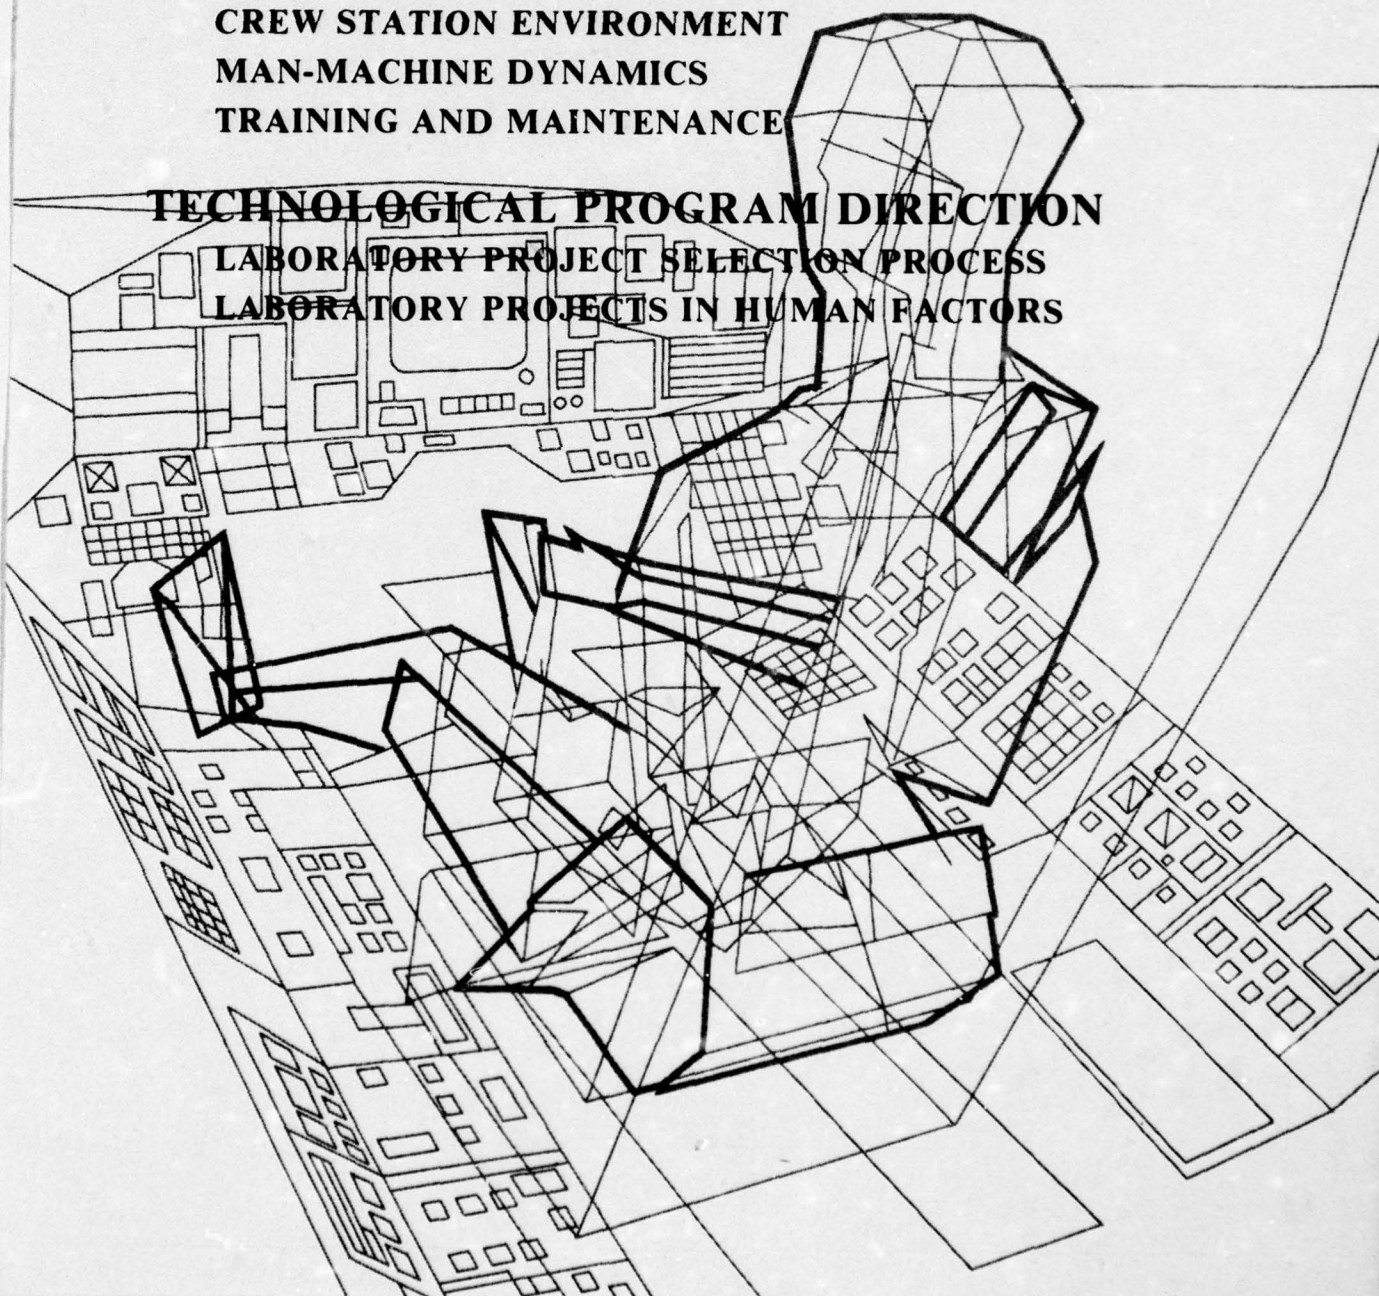 CREW STATION ENVIRONMENT
MAN-MACHINE DYNAMICS
TRAINING AND MAINTENANCE
TECHNOLOGICAL PROGRAM DIRECTION
LABORATORY PROJECT SELECTION PROCESS
LABORATORY PROJECTS IN HUMAN FACTORS